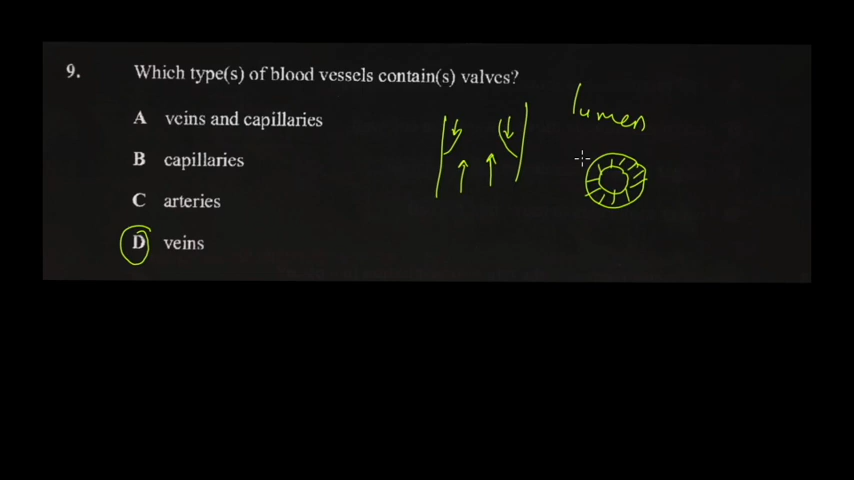 9. Which type(s) of blood vessels contain(s) valves?
A veins and capillaries
B capillaries
C arteries
D veins
lumen